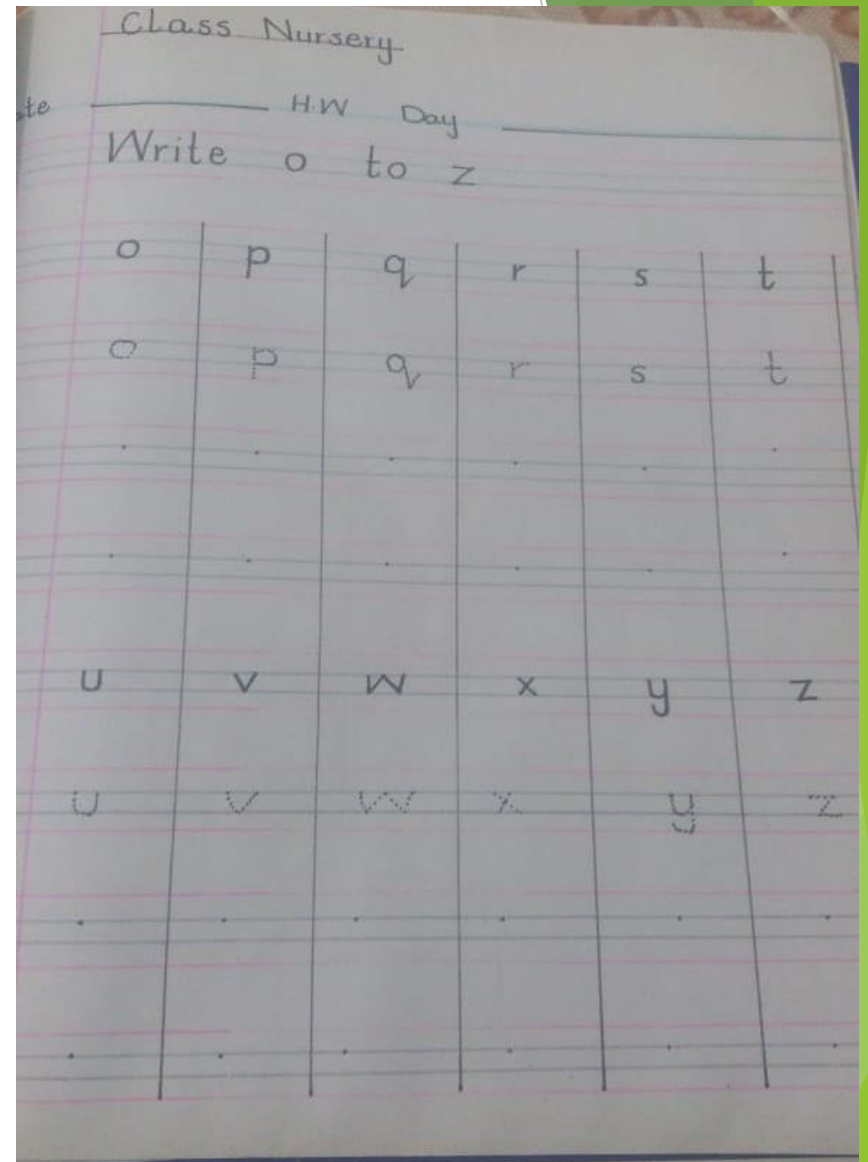 Class Nursery
te H.W Day
Write o to z
o p q r s t
o p q r s t
u v w x y z
u v w x y z